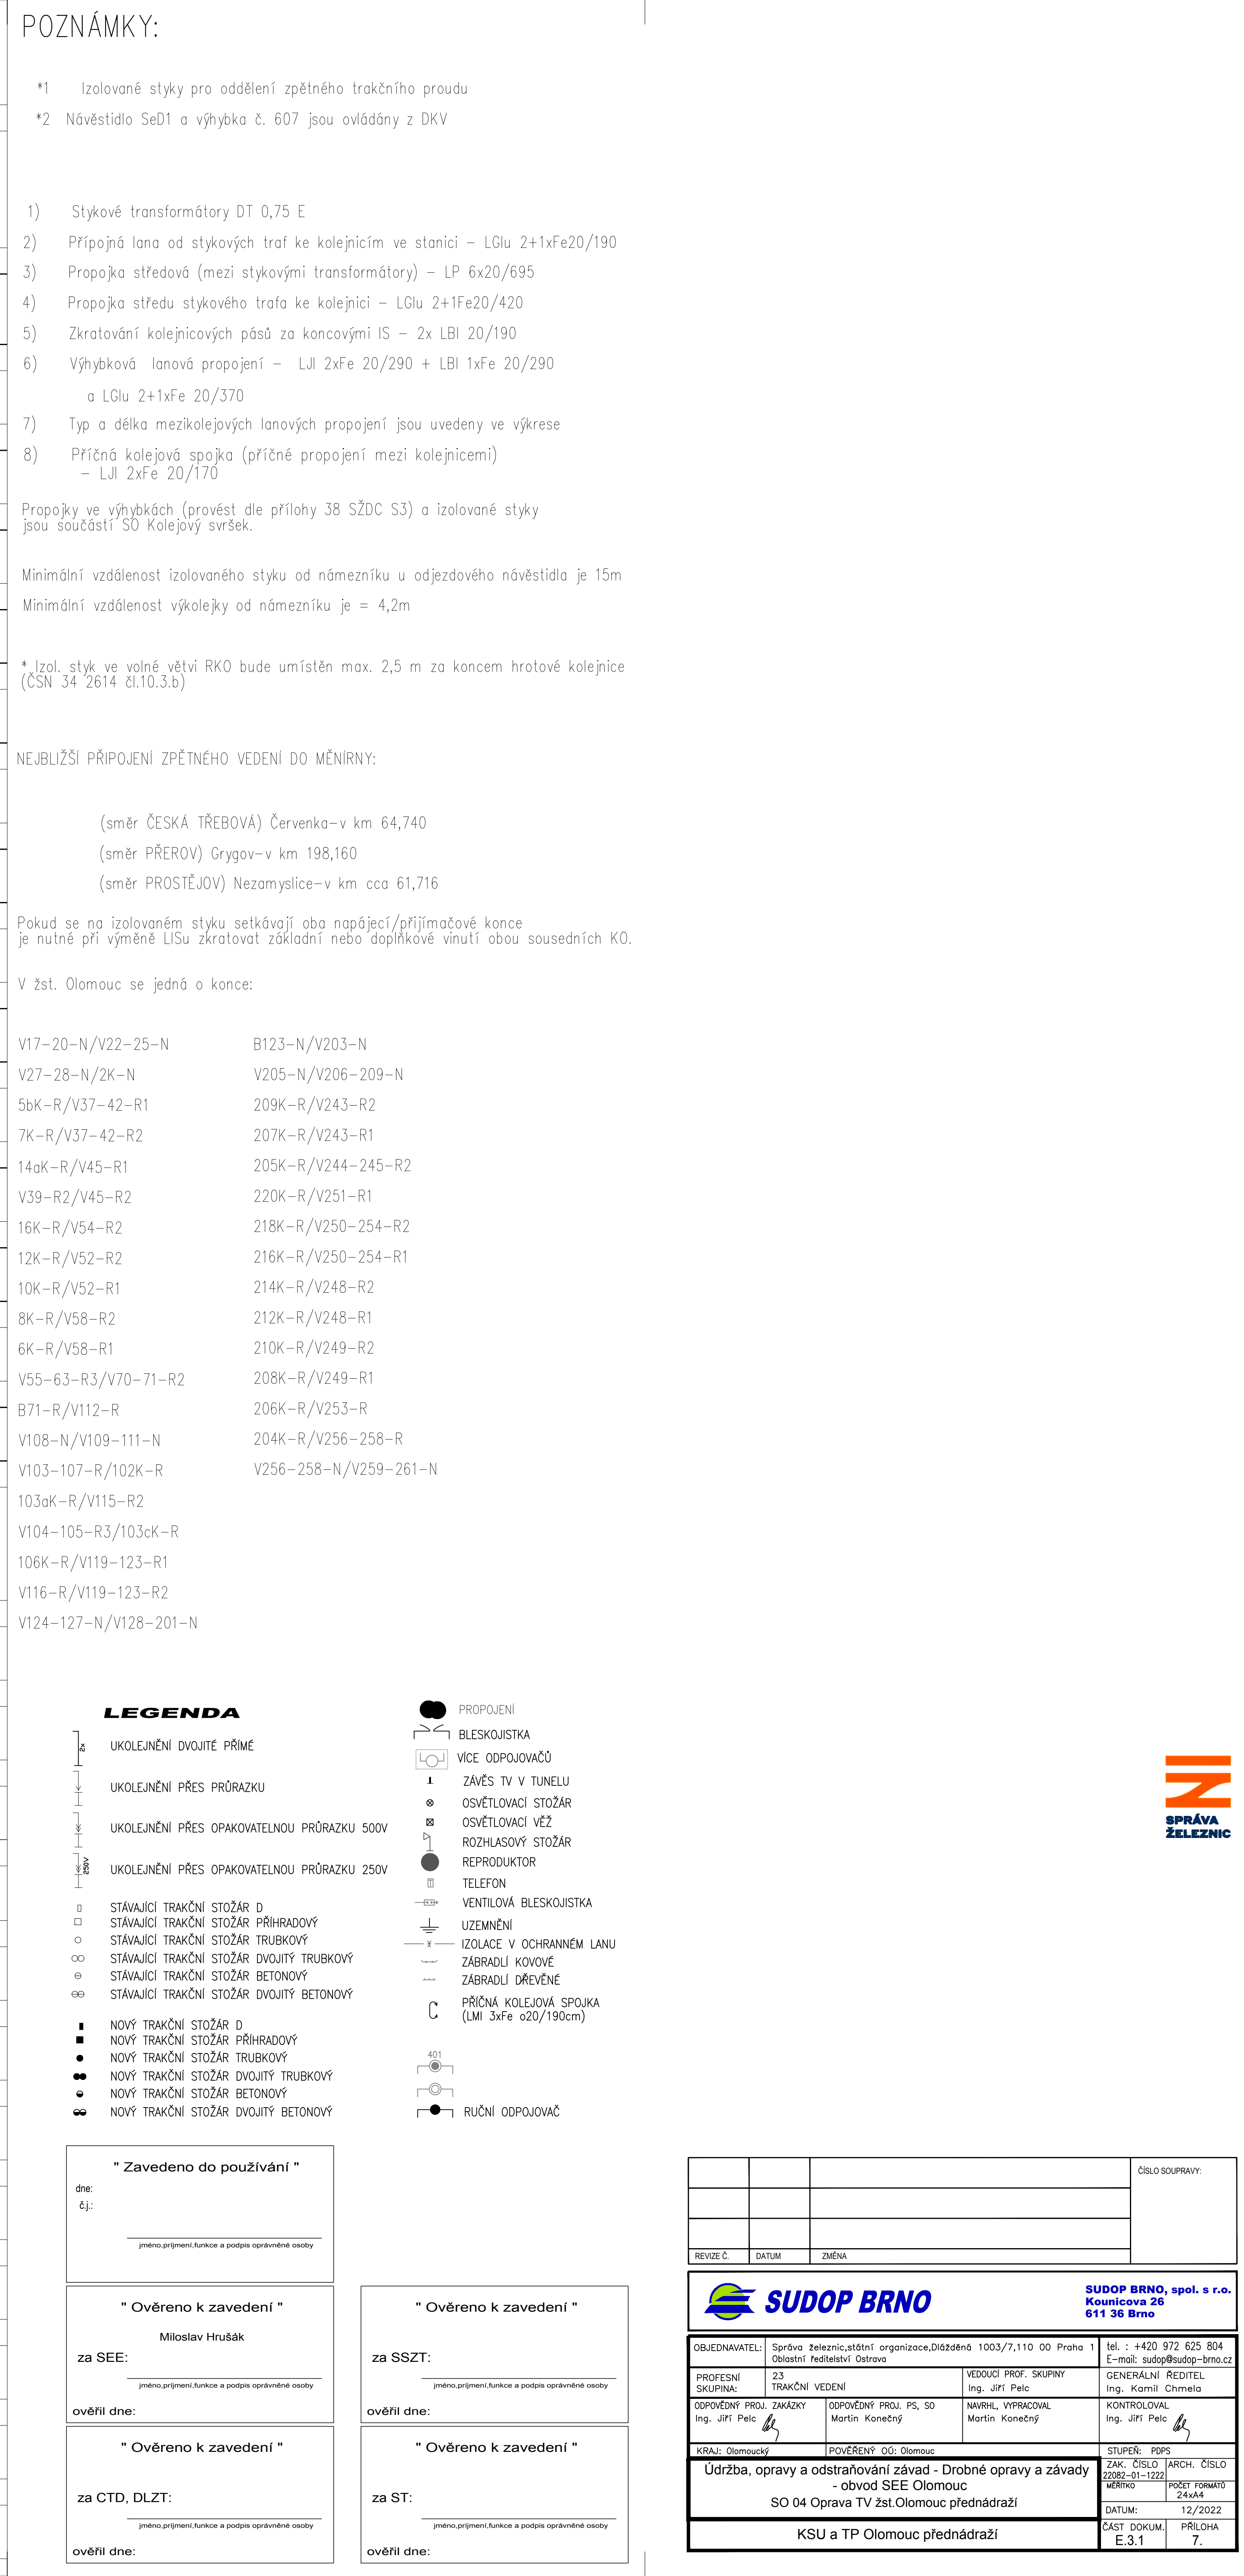 POZNÁMKY:
*1 Izolované styky pro oddělení zpětného trakčního proudu
*2 Návěstidlo SeD1 a výhybka č. 607 jsou ovládány z DKV
1) Stykové transformátory DT 0,75 E
2) Přípojná lana od stykových traf ke kolejnicím ve stanici – LGlu 2+1xFe20/190
3) Propojka středová (mezi stykovými transformátory) – LP 6x20/695
4) Propojka středu stykového trafa ke kolejnici – LGlu 2+1Fe20/420
5) Zkratování kolejnicových pásů za koncovými IS – 2x LBI 20/190
6) Výhybková lanová propojení – LJI 2xFe 20/290 + LBI 1xFe 20/290
a LGlu 2+1xFe 20/370
7) Typ a délka mezikolejových lanových propojení jsou uvedeny ve výkrese
8) Příčná kolejová spojka (příčné propojení mezi kolejnicemi)
– LJI 2xFe 20/170
Propojky ve výhybkách (provést dle přílohy 38 SŽDC S3) a izolované styky
jsou součástí SO Kolejový svršek.
Minimální vzdálenost izolovaného styku od námezníku u odjezdového návěstidla je 15m
Minimální vzdálenost výkolejky od námezníku je = 4,2m
* Izol. styk ve volné větvi RKO bude umístěn max. 2,5 m za koncem hrotové kolejnice
(ČSN 34 2614 čl.10.3.b)
NEJBLIŽŠÍ PŘIPOJENÍ ZPĚTNÉHO VEDENÍ DO MĚNÍRNY:
(směr ČESKÁ TŘEBOVÁ) Červenka–v km 64,740
(směr PŘEROV) Grygov–v km 198,160
(směr PROSTĚJOV) Nezamyslice–v km cca 61,716
Pokud se na izolovaném styku setkávají oba napájecí/přijímačové konce
je nutné při výměně LISu zkratovat základní nebo doplňkové vinutí obou sousedních KO.
V žst. Olomouc se jedná o konce:
V17–20–N/V22–25–N
V27–28–N/2K–N
5bK–R/V37–42–R1
7K–R/V37–42–R2
14aK–R/V45–R1
V39–R2/V45–R2
16K–R/V54–R2
12K–R/V52–R2
10K–R/V52–R1
8K–R/V58–R2
6K–R/V58–R1
V55–63–R3/V70–71–R2
B71–R/V112–R
V108–N/V109–111–N
V103–107–R/102K–R
103aK–R/V115–R2
V104–105–R3/103cK–R
106K–R/V119–123–R1
V116–R/V119–123–R2
V124–127–N/V128–201–N
B123–N/V203–N
V205–N/V206–209–N
209K–R/V243–R2
207K–R/V243–R1
205K–R/V244–245–R2
220K–R/V251–R1
218K–R/V250–254–R2
216K–R/V250–254–R1
214K–R/V248–R2
212K–R/V248–R1
210K–R/V249–R2
208K–R/V249–R1
206K–R/V253–R
204K–R/V256–258–R
V256–258–N/V259–261–N
LEGENDA
2x UKOLEJNĚNÍ DVOJITÉ PŘÍMÉ
UKOLEJNĚNÍ PŘES PRŮRAZKU
UKOLEJNĚNÍ PŘES OPAKOVATELNOU PRŮRAZKU 500V
250V UKOLEJNĚNÍ PŘES OPAKOVATELNOU PRŮRAZKU 250V
STÁVAJÍCÍ TRAKČNÍ STOŽÁR D
STÁVAJÍCÍ TRAKČNÍ STOŽÁR PŘÍHRADOVÝ
STÁVAJÍCÍ TRAKČNÍ STOŽÁR TRUBKOVÝ
STÁVAJÍCÍ TRAKČNÍ STOŽÁR DVOJITÝ TRUBKOVÝ
STÁVAJÍCÍ TRAKČNÍ STOŽÁR BETONOVÝ
STÁVAJÍCÍ TRAKČNÍ STOŽÁR DVOJITÝ BETONOVÝ
NOVÝ TRAKČNÍ STOŽÁR D
NOVÝ TRAKČNÍ STOŽÁR PŘÍHRADOVÝ
NOVÝ TRAKČNÍ STOŽÁR TRUBKOVÝ
NOVÝ TRAKČNÍ STOŽÁR DVOJITÝ TRUBKOVÝ
NOVÝ TRAKČNÍ STOŽÁR BETONOVÝ
NOVÝ TRAKČNÍ STOŽÁR DVOJITÝ BETONOVÝ
PROPOJENÍ
BLESKOJISTKA
VÍCE ODPOJOVAČŮ
ZÁVĚS TV V TUNELU
OSVĚTLOVACÍ STOŽÁR
OSVĚTLOVACÍ VĚŽ
ROZHLASOVÝ STOŽÁR
REPRODUKTOR
TELEFON
VENTILOVÁ BLESKOJISTKA
UZEMNĚNÍ
IZOLACE V OCHRANNÉM LANU
ZÁBRADLÍ KOVOVÉ
ZÁBRADLÍ DŘEVĚNÉ
PŘÍČNÁ KOLEJOVÁ SPOJKA
(LMI 3xFe o20/190cm)
401
RUČNÍ ODPOJOVAČ
SPRÁVA
ŽELEZNIC
" Zavedeno do používání "
dne:
č.j.:
jméno,príjmení,funkce a podpis oprávněné osoby
" Ověreno k zavedení "
Miloslav Hrušák
za SEE:
jméno,príjmení,funkce a podpis oprávněné osoby
ověřil dne:
" Ověreno k zavedení "
za SSZT:
jméno,príjmení,funkce a podpis oprávněné osoby
ověřil dne:
" Ověreno k zavedení "
za CTD, DLZT:
jméno,príjmení,funkce a podpis oprávněné osoby
ověřil dne:
" Ověreno k zavedení "
za ST:
jméno,príjmení,funkce a podpis oprávněné osoby
ověřil dne:
ČÍSLO SOUPRAVY:
REVIZE Č. DATUM ZMĚNA
SUDOP BRNO
SUDOP BRNO, spol. s r.o.
Kounicova 26
611 36 Brno
OBJEDNAVATEL: Správa železnic,státní organizace,Dlážděná 1003/7,110 00 Praha 1
Oblastní ředitelství Ostrava
tel. : +420 972 625 804
E–mail: sudop@sudop–brno.cz
PROFESNÍ SKUPINA:
23
TRAKČNÍ VEDENÍ
VEDOUCÍ PROF. SKUPINY
Ing. Jiří Pelc
GENERÁLNÍ ŘEDITEL
Ing. Kamil Chmela
ODPOVĚDNÝ PROJ. ZAKÁZKY
Ing. Jiří Pelc
ODPOVĚDNÝ PROJ. PS, SO
Martin Konečný
NAVRHL, VYPRACOVAL
Martin Konečný
KONTROLOVAL
Ing. Jiří Pelc
KRAJ: Olomoucký
POVĚŘENÝ OÚ: Olomouc
STUPEŇ: PDPS
Údržba, opravy a odstraňování závad - Drobné opravy a závady
- obvod SEE Olomouc
SO 04 Oprava TV žst.Olomouc přednádraží
ZAK. ČÍSLO
22082–01–1222
ARCH. ČÍSLO
MĚŘÍTKO
POČET FORMÁTŮ
24xA4
DATUM: 12/2022
KSU a TP Olomouc přednádraží
ČÁST DOKUM.
E.3.1
PŘÍLOHA
7.